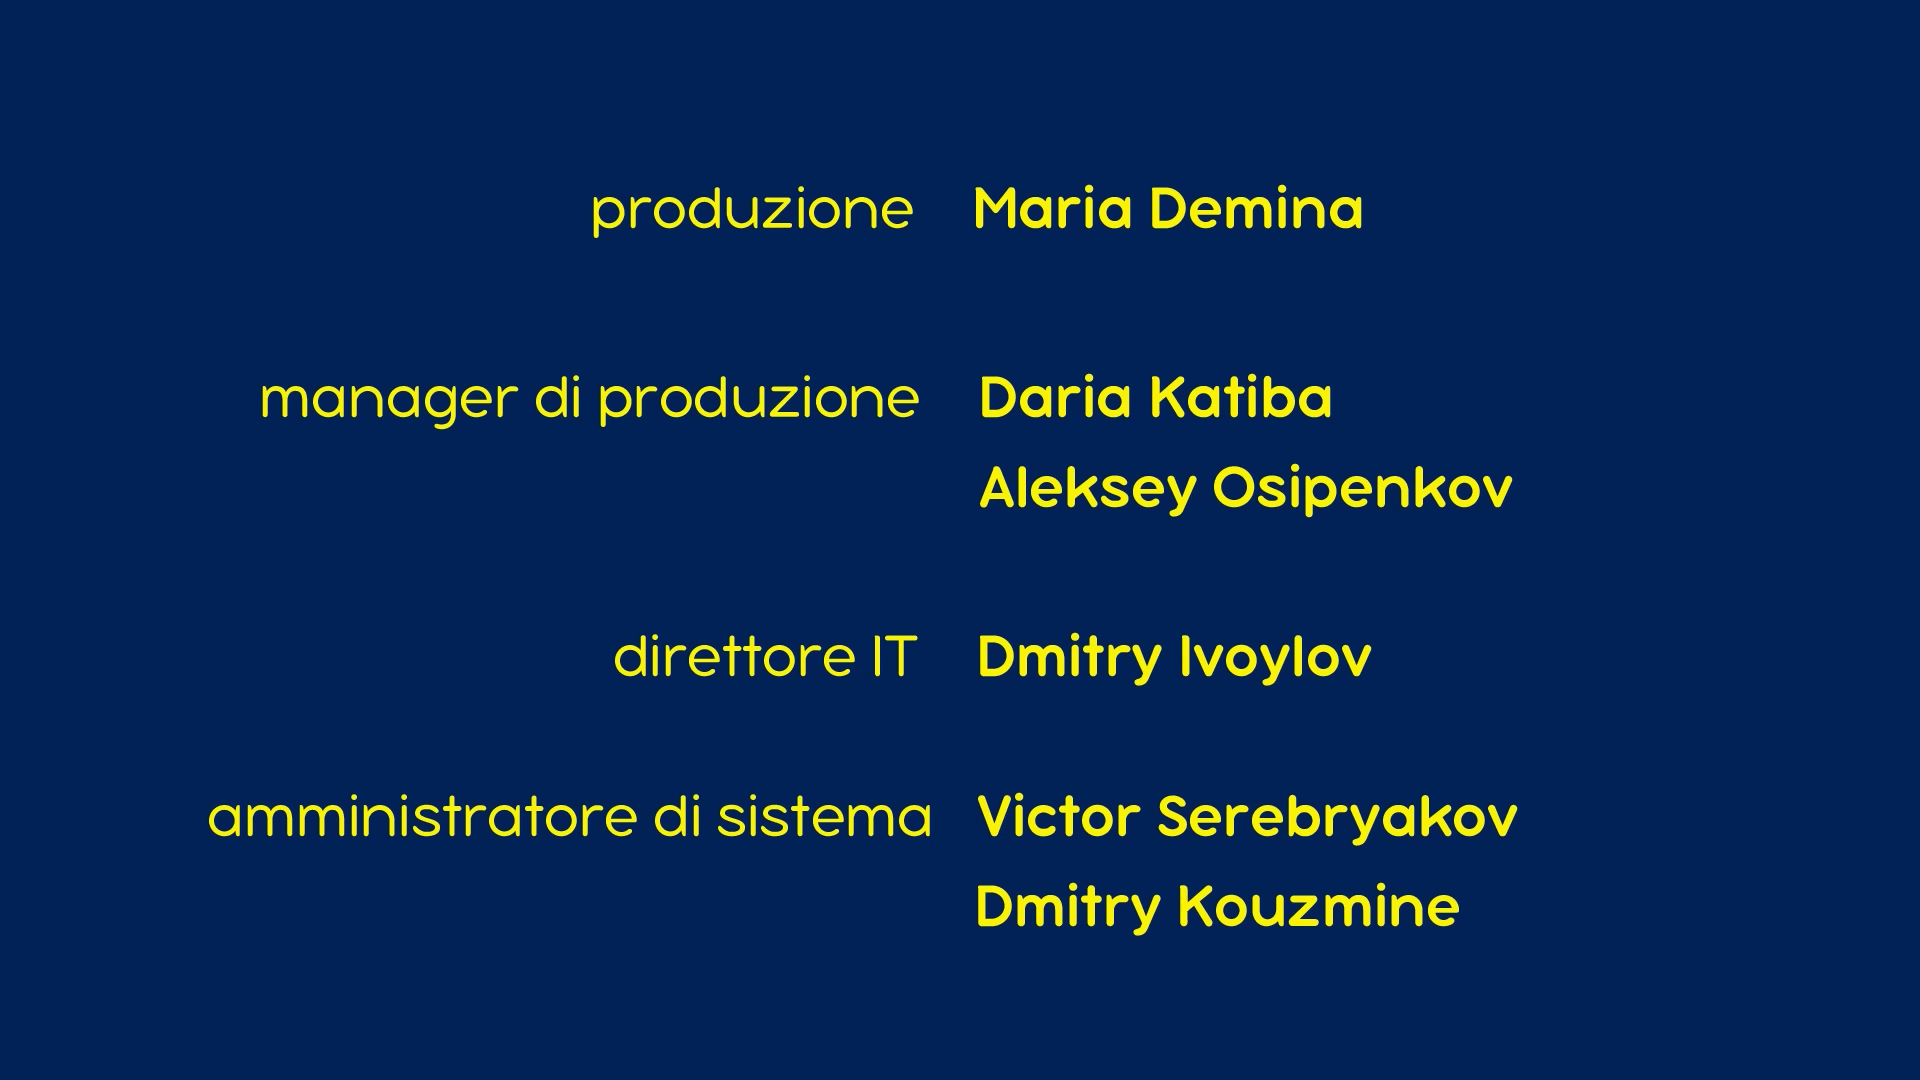 produzione Maria Demina
manager di produzione Daria Katiba
Aleksey Osipenkov
direttore IT Dmitry Ivoylov
amministratore di sistema Victor Serebryakov
Dmitry Kouzmine